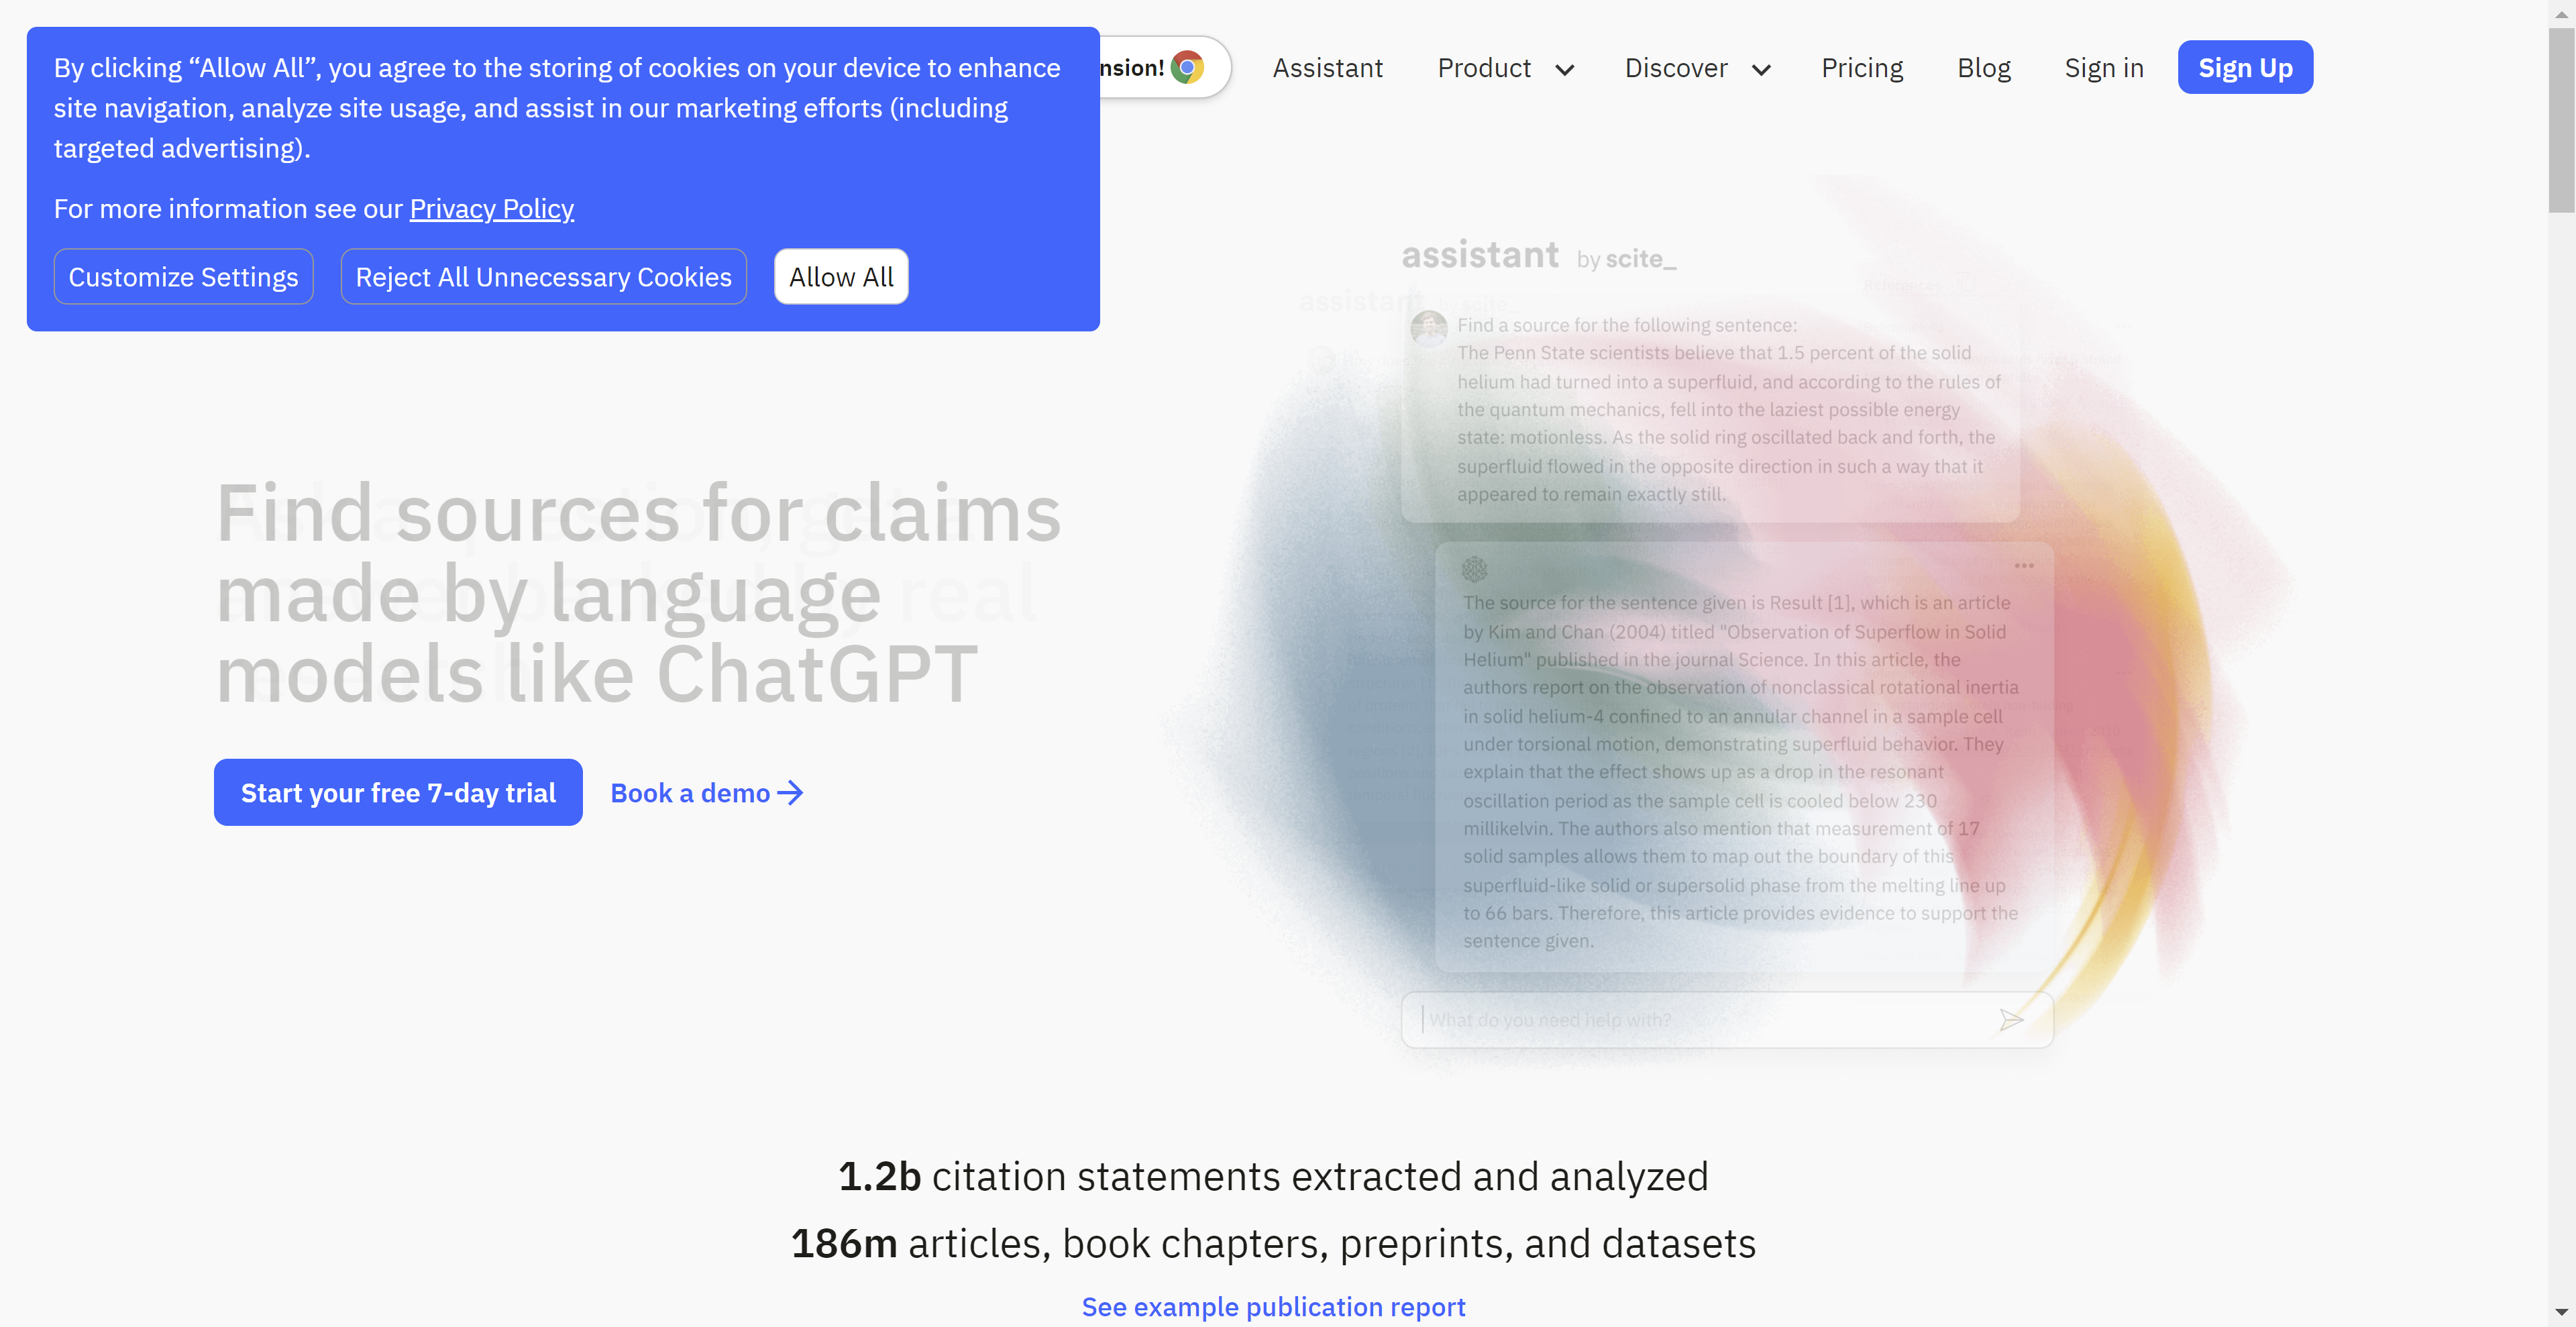 By clicking “Allow All”, you agree to the storing of cookies on your device to enhance
site navigation, analyze site usage, and assist in our marketing efforts (including
targeted advertising).
For more information see our Privacy Policy
Customize Settings
Reject All Unnecessary Cookies
Allow All
nsion!
Assistant
Product
Discover
Pricing
Blog
Sign in
Sign Up
Find sources for claims
made by language
models like ChatGPT
Start your free 7-day trial
Book a demo
assistant by scite_
Find a source for the following sentence:
The Penn State scientists believe that 1.5 percent of the solid
helium had turned into a superfluid, and according to the rules of
the quantum mechanics, fell into the laziest possible energy
state: motionless. As the solid ring oscillated back and forth, the
superfluid flowed in the opposite direction in such a way that it
appeared to remain exactly still.
The source for the sentence given is Result [1], which is an article
by Kim and Chan (2004) titled "Observation of Superflow in Solid
Helium" published in the journal Science. In this article, the
authors report on the observation of nonclassical rotational inertia
in solid helium-4 confined to an annular channel in a sample cell
under torsional motion, demonstrating superfluid behavior. They
explain that the effect shows up as a drop in the resonant
oscillation period as the sample cell is cooled below 230
millikelvin. The authors also mention that measurement of 17
solid samples allows them to map out the boundary of this
superfluid-like solid or supersolid phase from the melting line up
to 66 bars. Therefore, this article provides evidence to support the
sentence given.
What do you need help with?
1.2b citation statements extracted and analyzed
186m articles, book chapters, preprints, and datasets
See example publication report